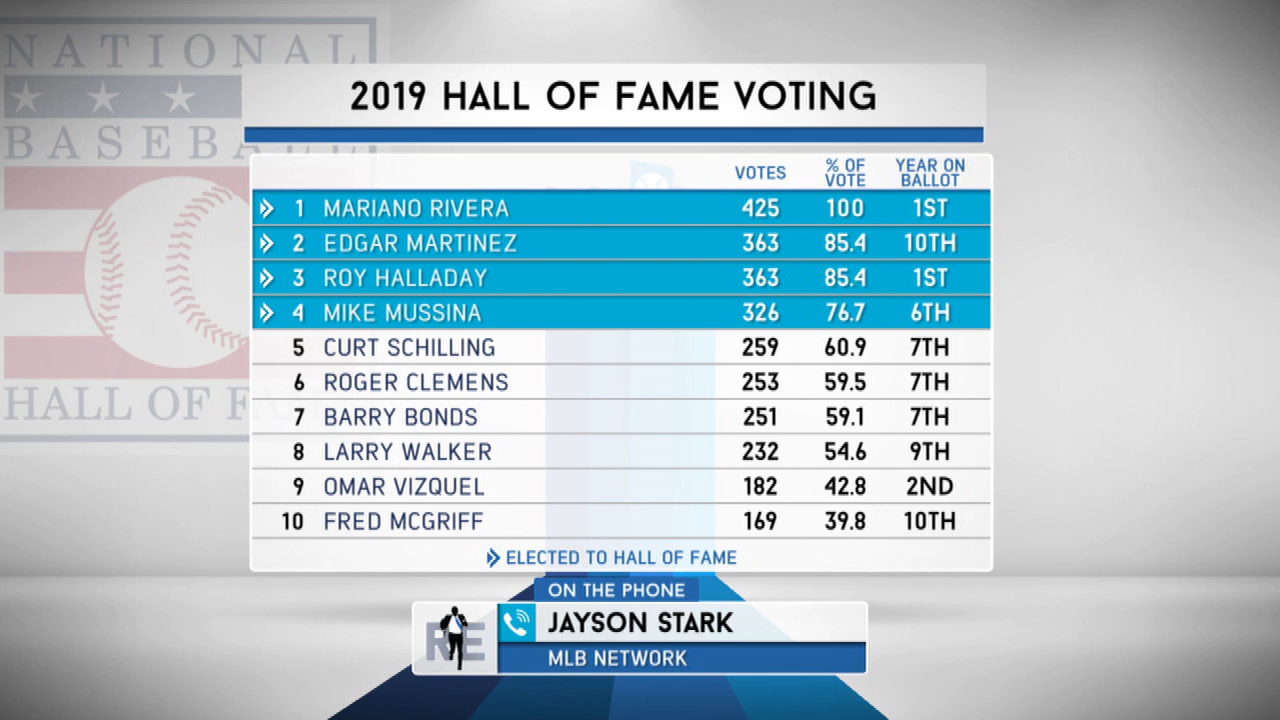 NATIONAL
BASEBALL
HALL OF FA
2019 HALL OF FAME VOTING
VOTES % OF VOTE YEAR ON BALLOT
1 MARIANO RIVERA 425 100 1ST
2 EDGAR MARTINEZ 363 85.4 10TH
3 ROY HALLADAY 363 85.4 1ST
4 MIKE MUSSINA 326 76.7 6TH
5 CURT SCHILLING 259 60.9 7TH
6 ROGER CLEMENS 253 59.5 7TH
7 BARRY BONDS 251 59.1 7TH
8 LARRY WALKER 232 54.6 9TH
9 OMAR VIZQUEL 182 42.8 2ND
10 FRED MCGRIFF 169 39.8 10TH
ELECTED TO HALL OF FAME
ON THE PHONE
RE
JAYSON STARK
MLB NETWORK